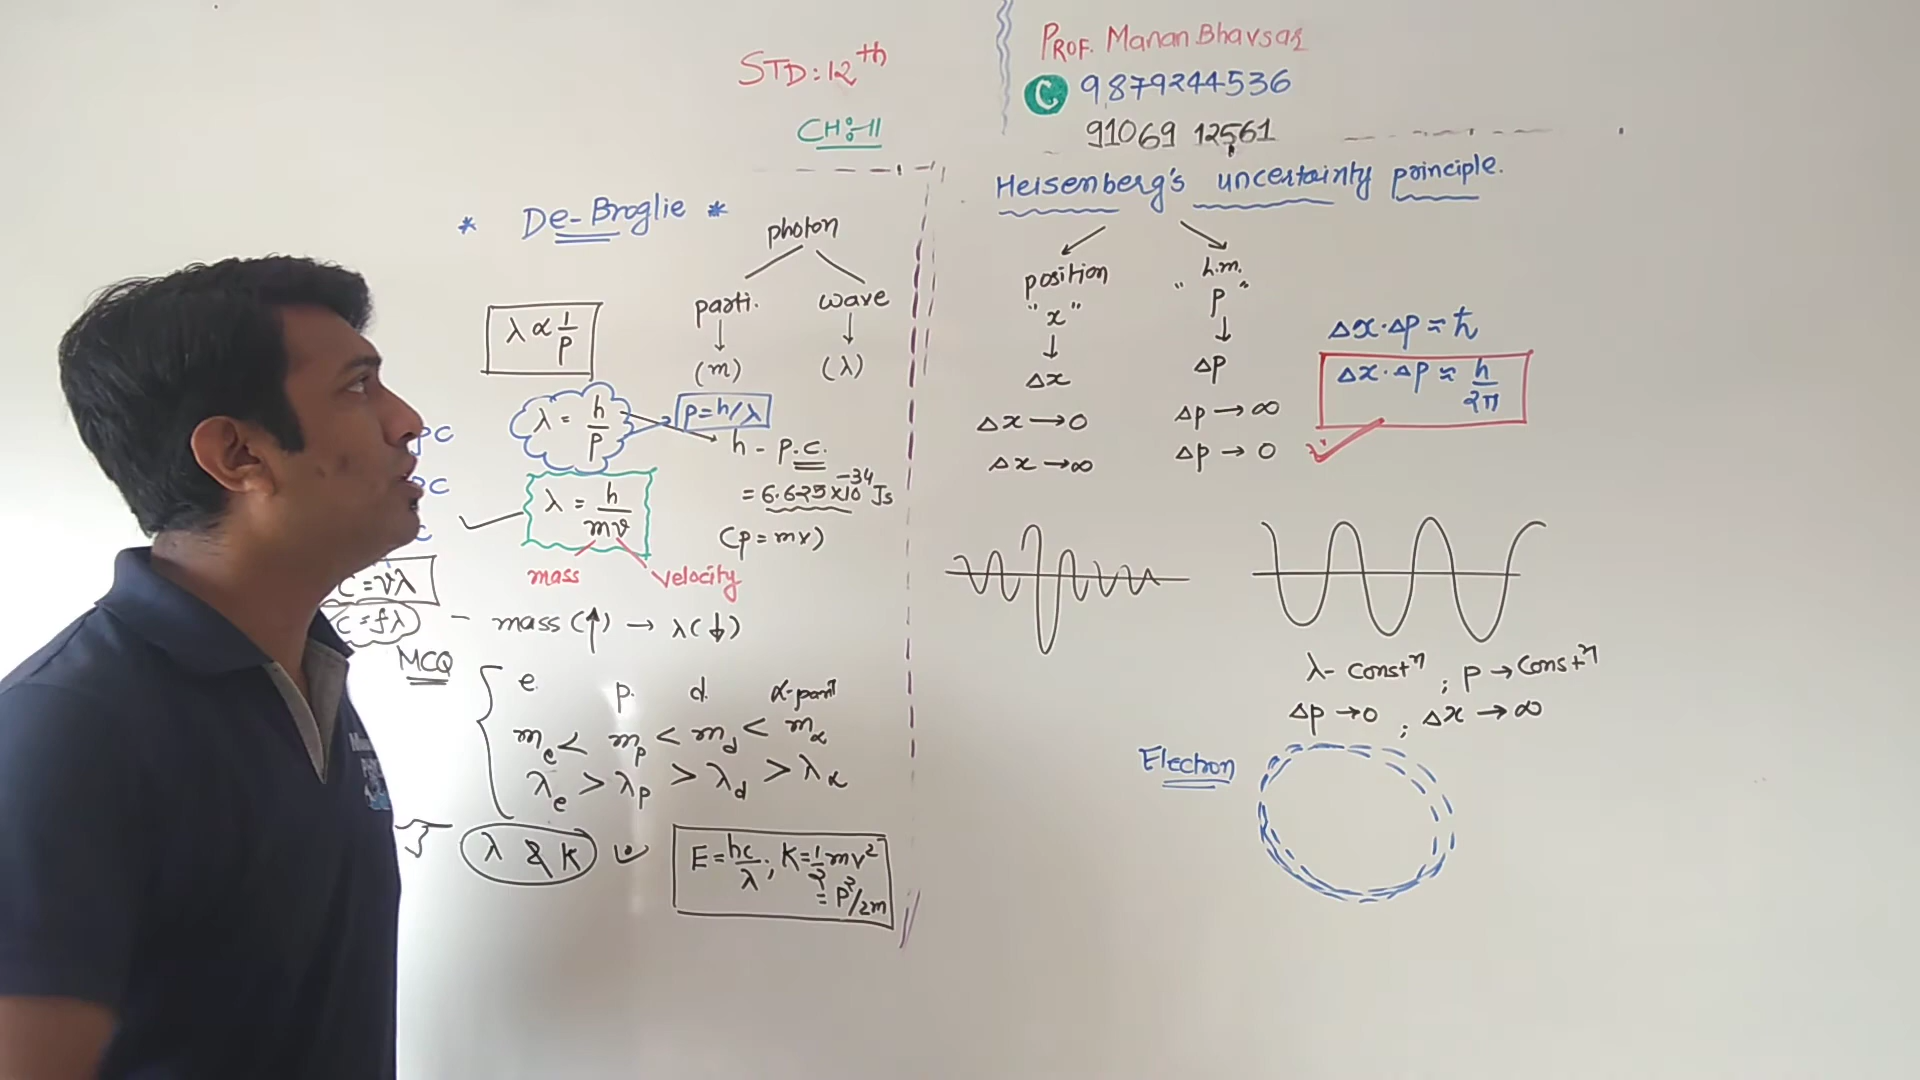 STD: 12th
CH:-11
PROF. Manan Bhavsar
C 9879244536
91069 12561
* De-Broglie *
photon
parti. wave
(m) (λ)
λ ∝ 1/p
λ = h/p
p = h/λ
h - p.c.
= 6.625×10^-34 Js
λ = h/mv
(p = mv)
mass velocity
C = νλ
C = fλ
- mass (↑) → λ(↓)
MCQ
e p. d. α-part
m_e < m_p < m_d < m_α
λ_e > λ_p > λ_d > λ_α
λ & K
E = hc/λ ; K = 1/2 mv²
= p²/2m
Heisenberg's uncertainty principle.
position h.m.
"x" "p"
Δx Δp
Δx → 0 Δp → ∞
Δx → ∞ Δp → 0
Δx·Δp ≈ ħ
Δx·Δp ≈ h/2π
λ- Constⁿ ; p → Constⁿ
Δp → 0 ; Δx → ∞
Electron